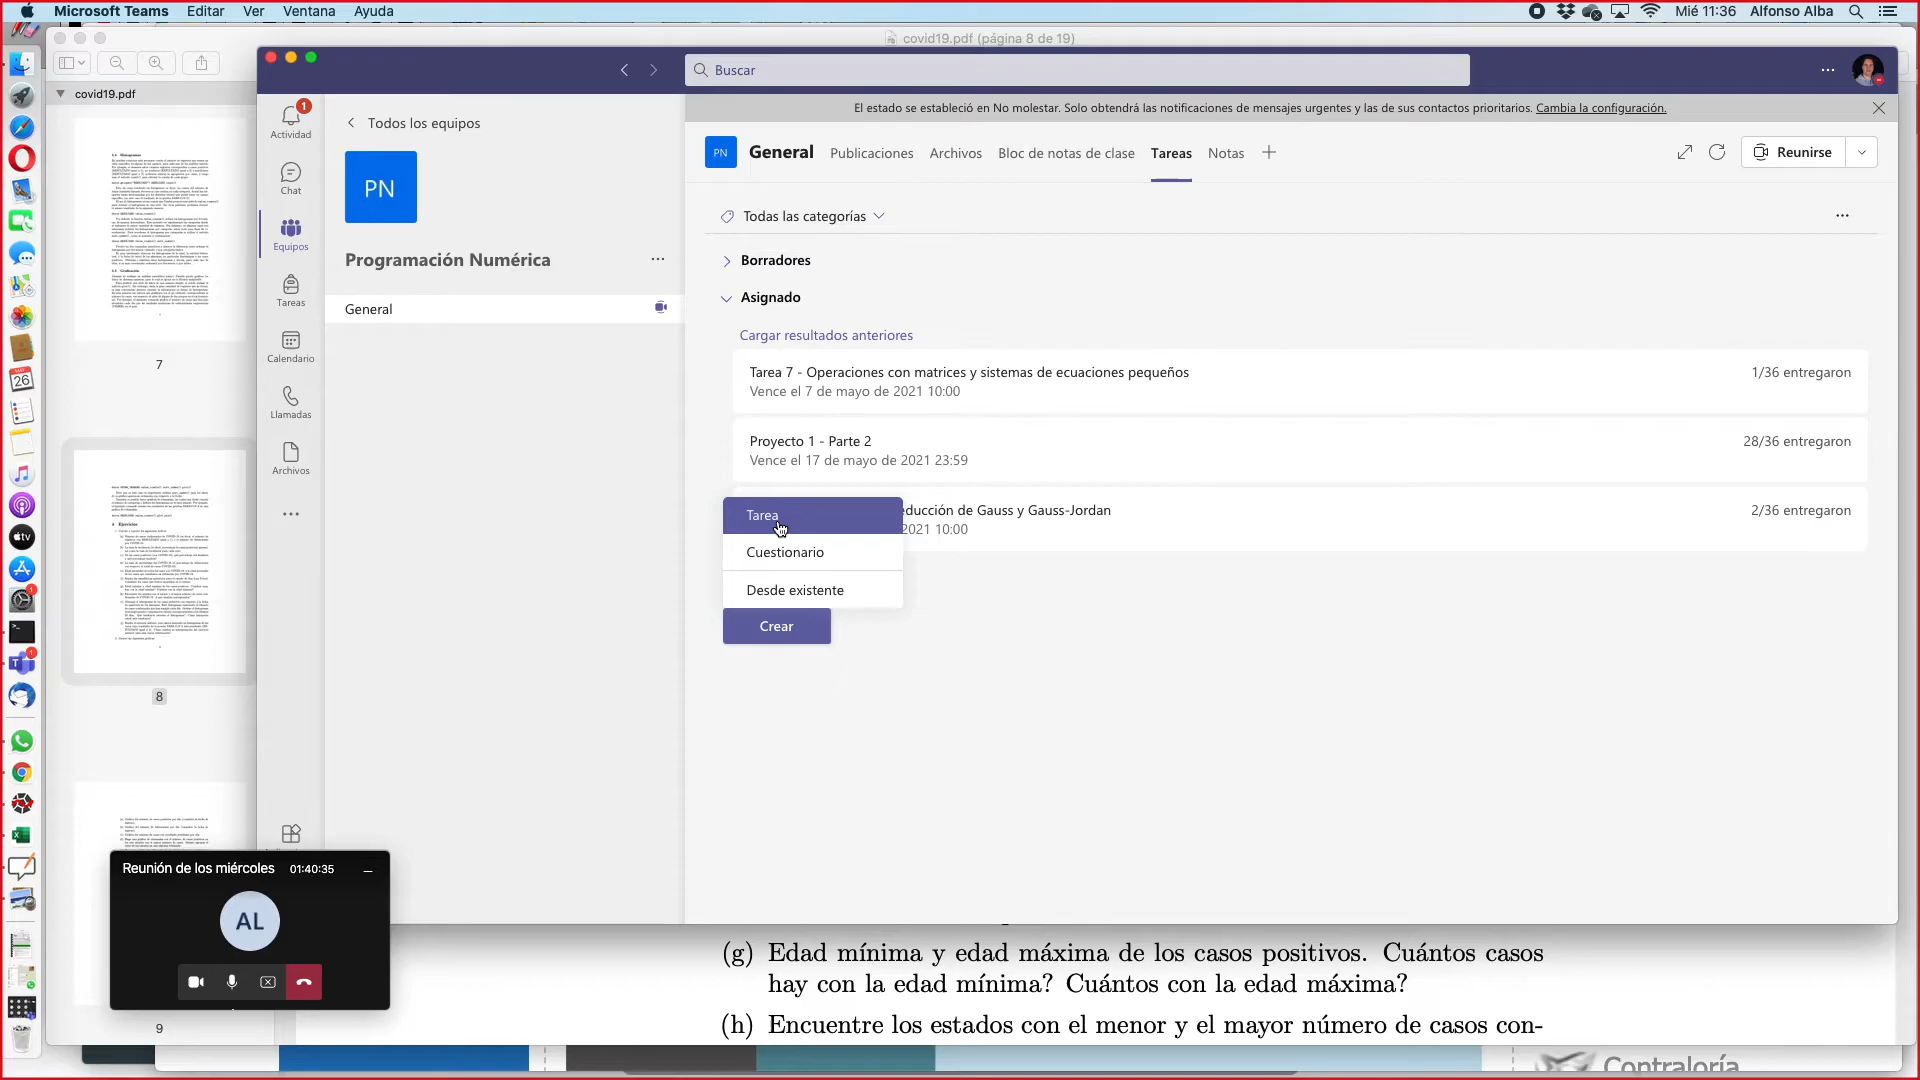 Microsoft Teams Editar Ver Ventana Ayuda
Mié 11:36 Alfonso Alba
covid19.pdf (página 8 de 19)
Buscar
covid19.pdf
7
8
9
1
Actividad
Chat
Equipos
Tareas
Calendario
Llamadas
Archivos
Todos los equipos
PN
Programación Numérica
General
El estado se estableció en No molestar. Solo obtendrá las notificaciones de mensajes urgentes y las de sus contactos prioritarios. Cambia la configuración.
PN General Publicaciones Archivos Bloc de notas de clase Tareas Notas
Reunirse
Todas las categorías
Borradores
Asignado
Cargar resultados anteriores
Tarea 7 - Operaciones con matrices y sistemas de ecuaciones pequeños 1/36 entregaron
Vence el 7 de mayo de 2021 10:00
Proyecto 1 - Parte 2 28/36 entregaron
Vence el 17 de mayo de 2021 23:59
educción de Gauss y Gauss-Jordan 2/36 entregaron
2021 10:00
Tarea
Cuestionario
Desde existente
Crear
Reunión de los miércoles 01:40:35
AL
(g) Edad mínima y edad máxima de los casos positivos. Cuántos casos
hay con la edad mínima? Cuántos con la edad máxima?
(h) Encuentre los estados con el menor y el mayor número de casos con-
Contraloría